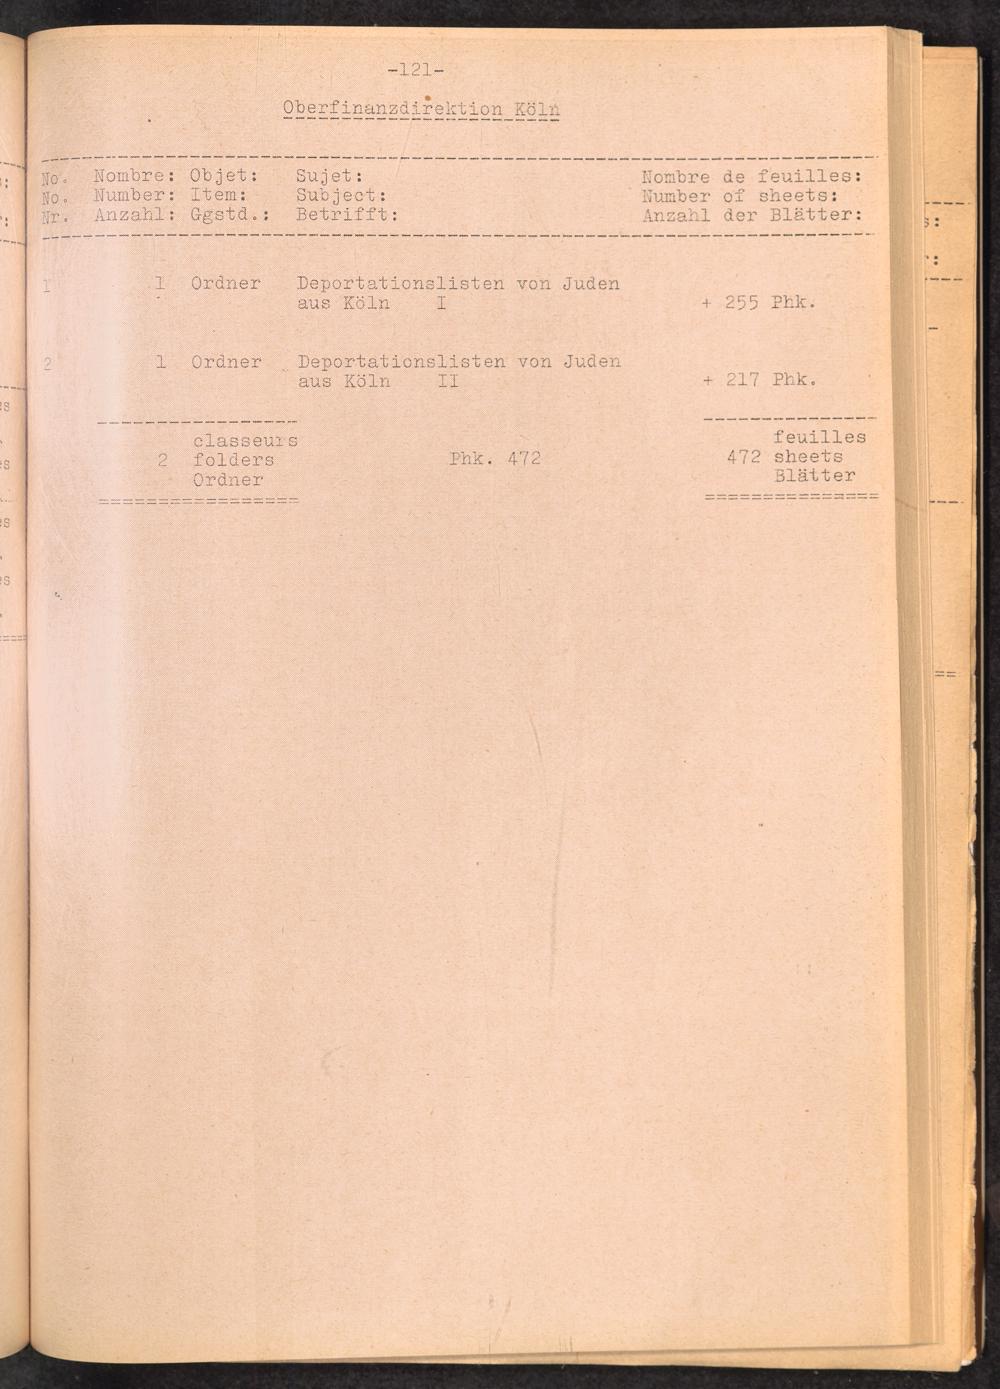 -121-
Oberfinanzdirektion Köln
No. Nombre: Objet: Sujet: Nombre de feuilles:
No. Number: Item: Subject: Number of sheets:
Nr. Anzahl: Ggstd.: Betrifft: Anzahl der Blätter:
1 1 Ordner Deportationslisten von Juden
aus Köln I + 255 Phk.
2 1 Ordner Deportationslisten von Juden
aus Köln II + 217 Phk.
classeurs feuilles
2 folders Phk. 472 472 sheets
Ordner Blätter